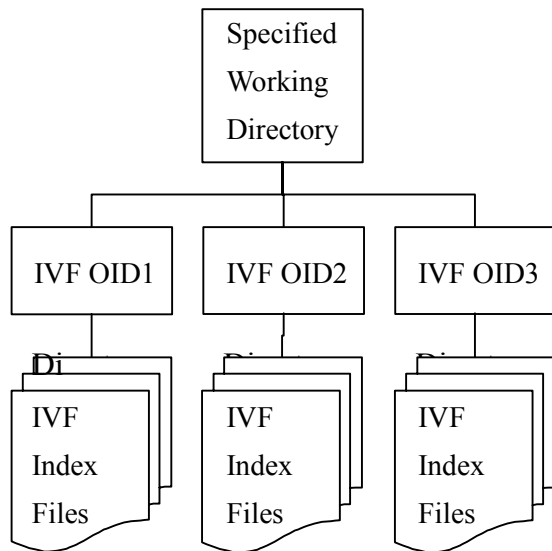 Specified
Working
Directory
IVF OID1
IVF OID2
IVF OID3
IVF
Index
Files
IVF
Index
Files
IVF
Index
Files